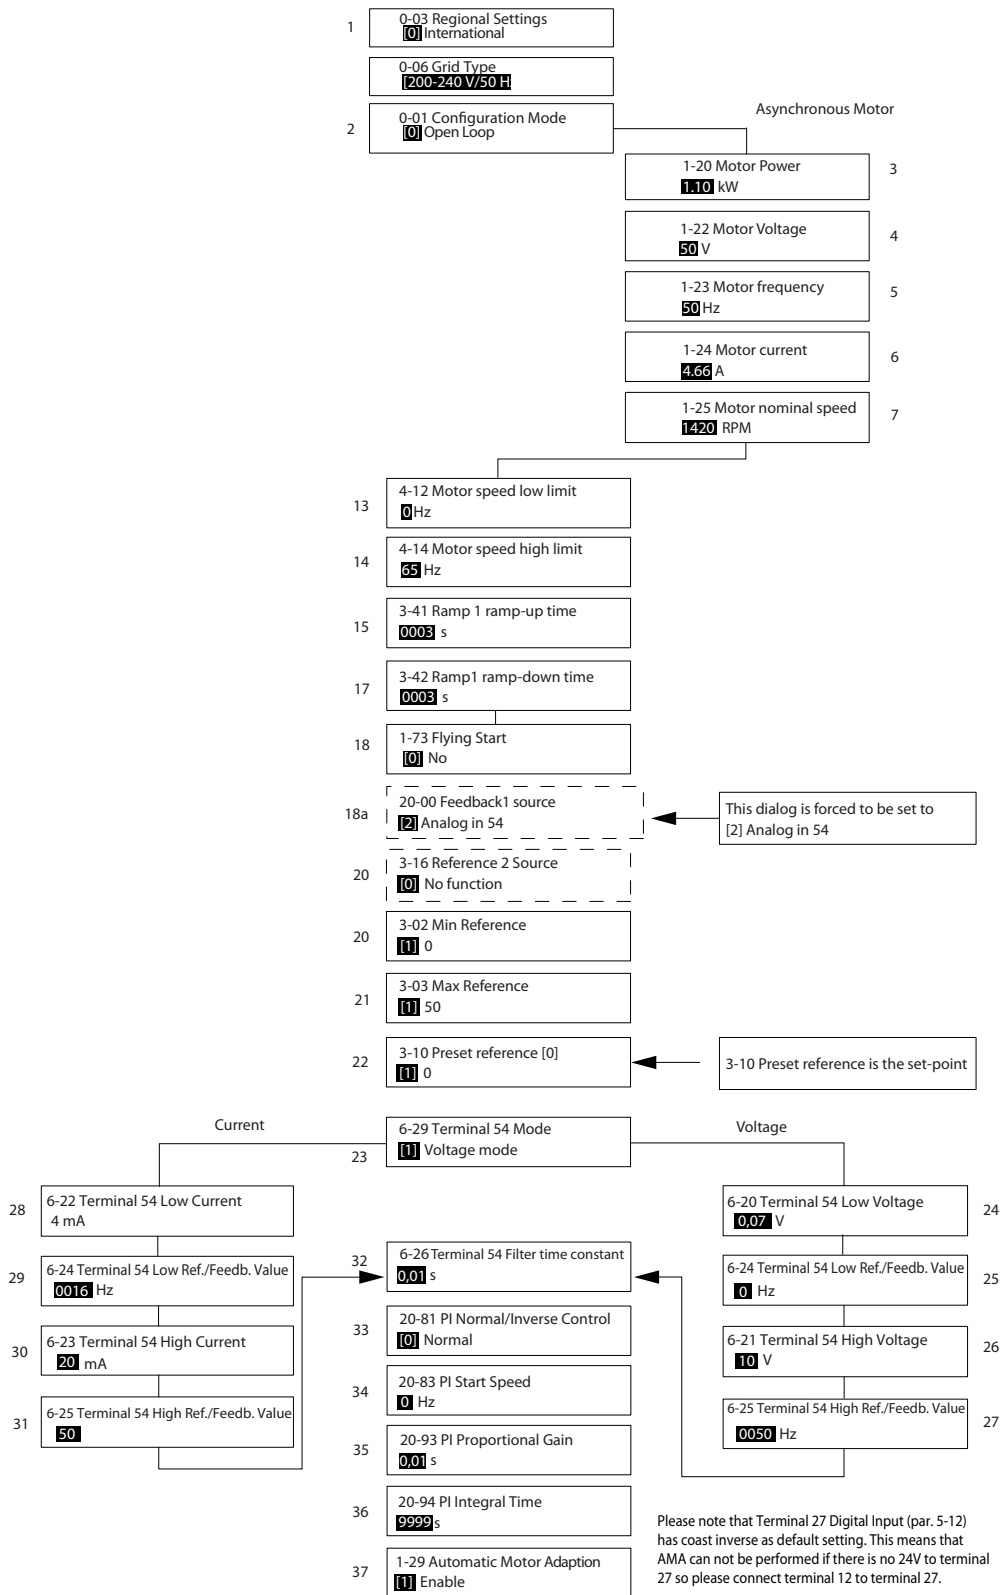 1
0-03 Regional Settings
[0] International
0-06 Grid Type
[200-240 V/50 H
2
0-01 Configuration Mode
[0] Open Loop
Asynchronous Motor
1-20 Motor Power
1.10 kW
3
1-22 Motor Voltage
50 V
4
1-23 Motor frequency
50 Hz
5
1-24 Motor current
4.66 A
6
1-25 Motor nominal speed
1420 RPM
7
13
4-12 Motor speed low limit
0 Hz
14
4-14 Motor speed high limit
65 Hz
15
3-41 Ramp 1 ramp-up time
0003 s
17
3-42 Ramp1 ramp-down time
0003 s
18
1-73 Flying Start
[0] No
18a
20-00 Feedback1 source
[2] Analog in 54
This dialog is forced to be set to
[2] Analog in 54
20
3-16 Reference 2 Source
[0] No function
20
3-02 Min Reference
[1] 0
21
3-03 Max Reference
[1] 50
22
3-10 Preset reference [0]
[1] 0
3-10 Preset reference is the set-point
Current
23
6-29 Terminal 54 Mode
[1] Voltage mode
Voltage
28
6-22 Terminal 54 Low Current
4 mA
29
6-24 Terminal 54 Low Ref./Feedb. Value
0016 Hz
30
6-23 Terminal 54 High Current
20 mA
31
6-25 Terminal 54 High Ref./Feedb. Value
50
6-20 Terminal 54 Low Voltage
0,07 V
24
6-24 Terminal 54 Low Ref./Feedb. Value
0 Hz
25
6-21 Terminal 54 High Voltage
10 V
26
6-25 Terminal 54 High Ref./Feedb. Value
0050 Hz
27
32
6-26 Terminal 54 Filter time constant
0,01 s
33
20-81 PI Normal/Inverse Control
[0] Normal
34
20-83 PI Start Speed
0 Hz
35
20-93 PI Proportional Gain
0,01 s
36
20-94 PI Integral Time
9999 s
37
1-29 Automatic Motor Adaption
[1] Enable
Please note that Terminal 27 Digital Input (par. 5-12)
has coast inverse as default setting. This means that
AMA can not be performed if there is no 24V to terminal
27 so please connect terminal 12 to terminal 27.